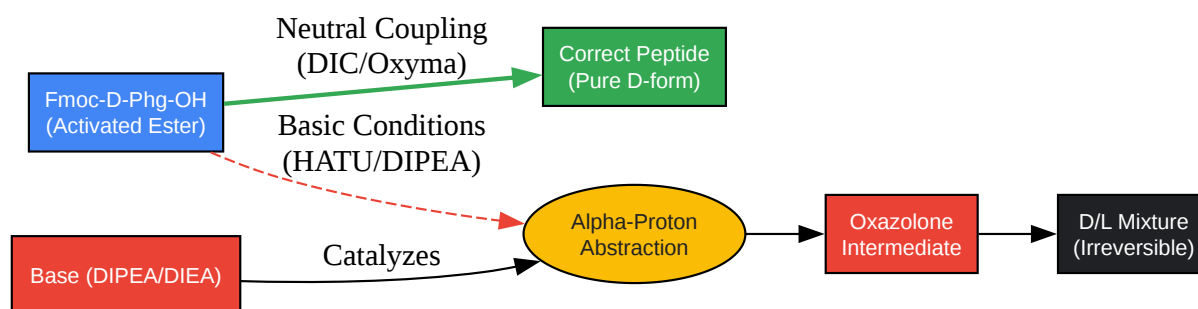 Neutral Coupling
(DIC/Oxyma)
Correct Peptide
(Pure D-form)
Fmoc-D-Phg-OH
(Activated Ester)
Basic Conditions
(HATU/DIPEA)
Alpha-Proton
Abstraction
Oxazolone
Intermediate
D/L Mixture
(Irreversible)
Base (DIPEA/DIEA)
Catalyzes